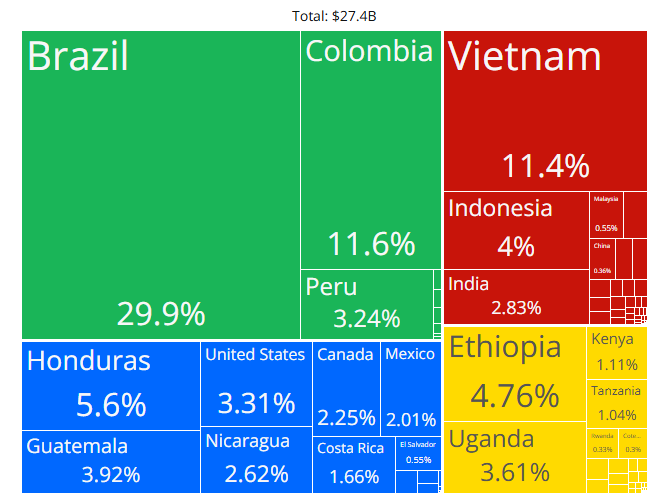 Total: $27.4B
Brazil
29.9%
Colombia
11.6%
Peru
3.24%
Vietnam
11.4%
Indonesia
4%
India
2.83%
Malaysia
0.55%
China
0.36%
Honduras
5.6%
Guatemala
3.92%
United States
3.31%
Nicaragua
2.62%
Canada
2.25%
Mexico
2.01%
Costa Rica
1.66%
El Salvador
0.55%
Ethiopia
4.76%
Uganda
3.61%
Kenya
1.11%
Tanzania
1.04%
Rwanda
0.33%
Cote...
0.3%